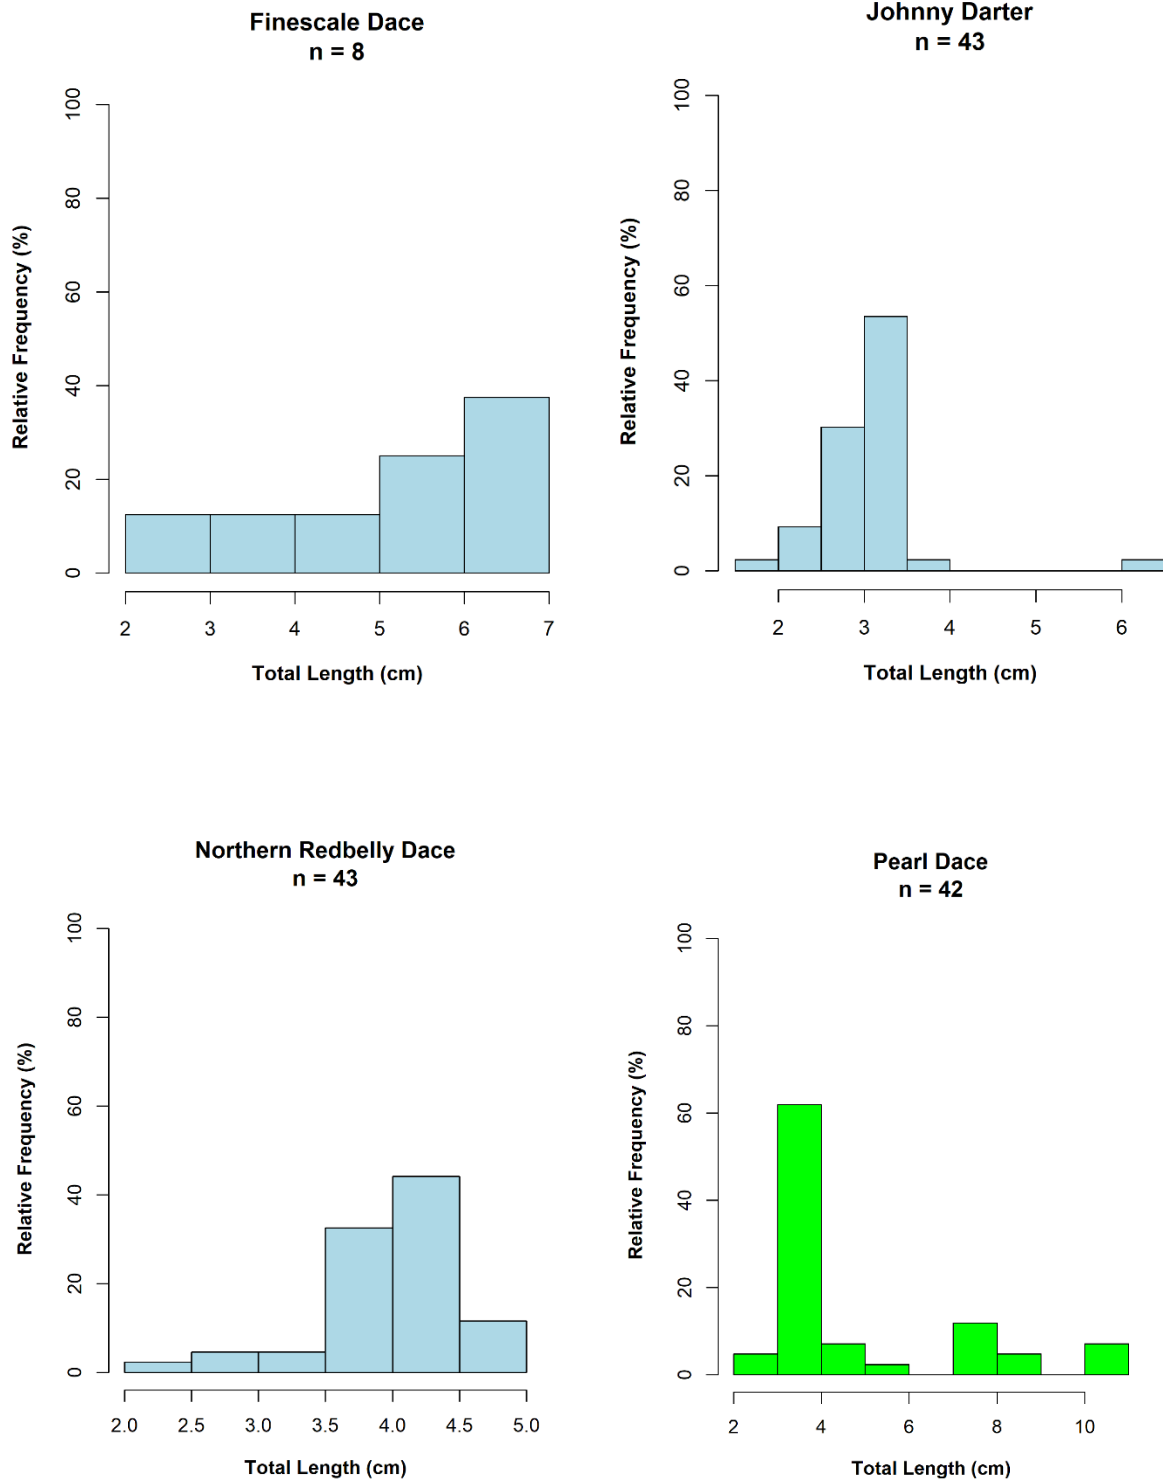 Finescale Dace
n = 8
Relative Frequency (%)
100
80
60
40
20
0
2 3 4 5 6 7
Total Length (cm)
Johnny Darter
n = 43
Relative Frequency (%)
100
80
60
40
20
0
2 3 4 5 6
Total Length (cm)
Northern Redbelly Dace
n = 43
Relative Frequency (%)
100
80
60
40
20
0
2.0 2.5 3.0 3.5 4.0 4.5 5.0
Total Length (cm)
Pearl Dace
n = 42
Relative Frequency (%)
100
80
60
40
20
0
2 4 6 8 10
Total Length (cm)